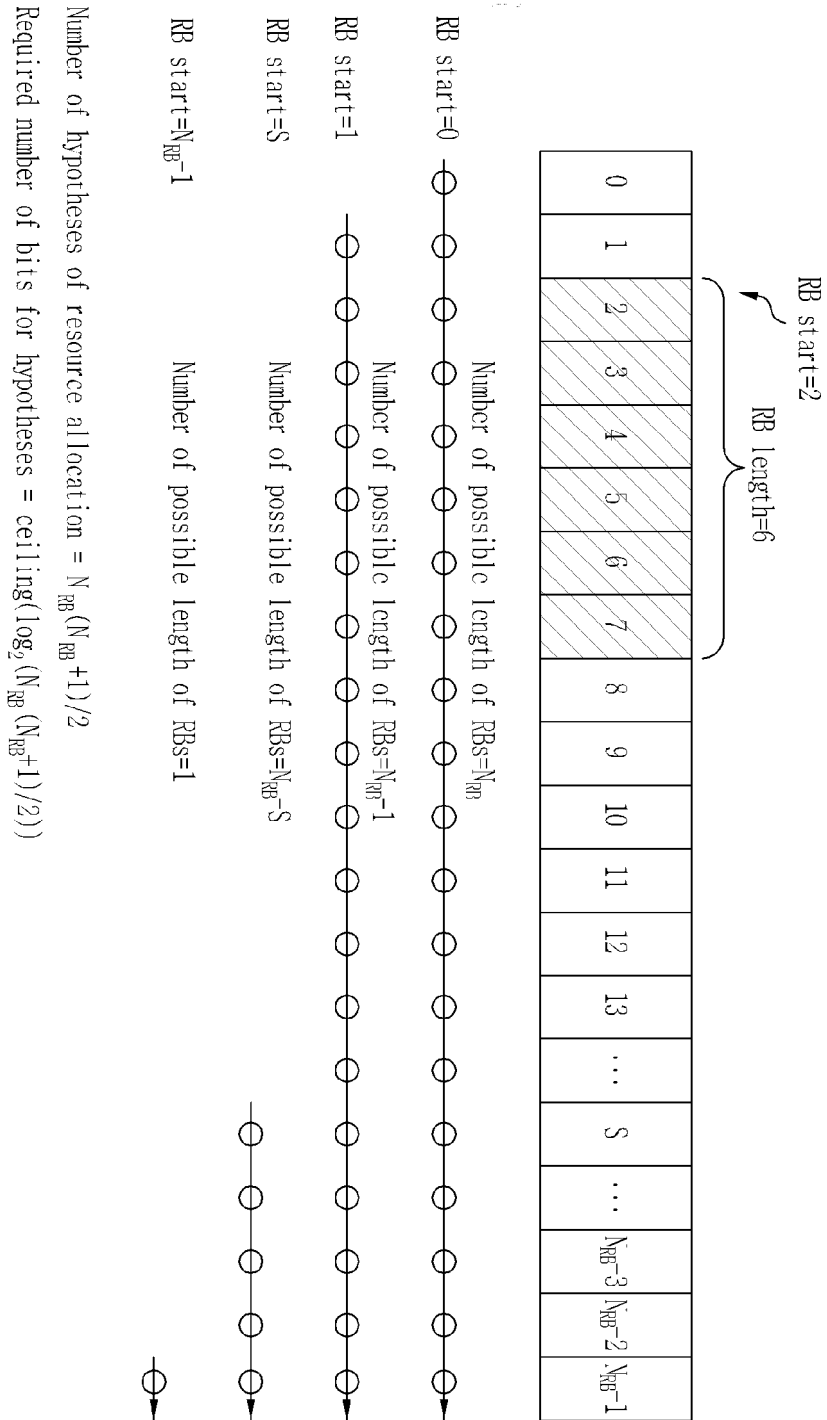 RB start=2
RB length=6
0 1 2 3 4 5 6 7 8 9 10 11 12 13 ... S ... N_RB-3 N_RB-2 N_RB-1
Number of possible length of RBs=N_RB
RB start=0
Number of possible length of RBs=N_RB-1
RB start=1
Number of possible length of RBs=N_RB-S
RB start=S
Number of possible length of RBs=1
RB start=N_RB-1
Number of hypotheses of resource allocation = N_RB(N_RB+1)/2
Required number of bits for hypotheses = ceiling(log₂(N_RB(N_RB+1)/2))